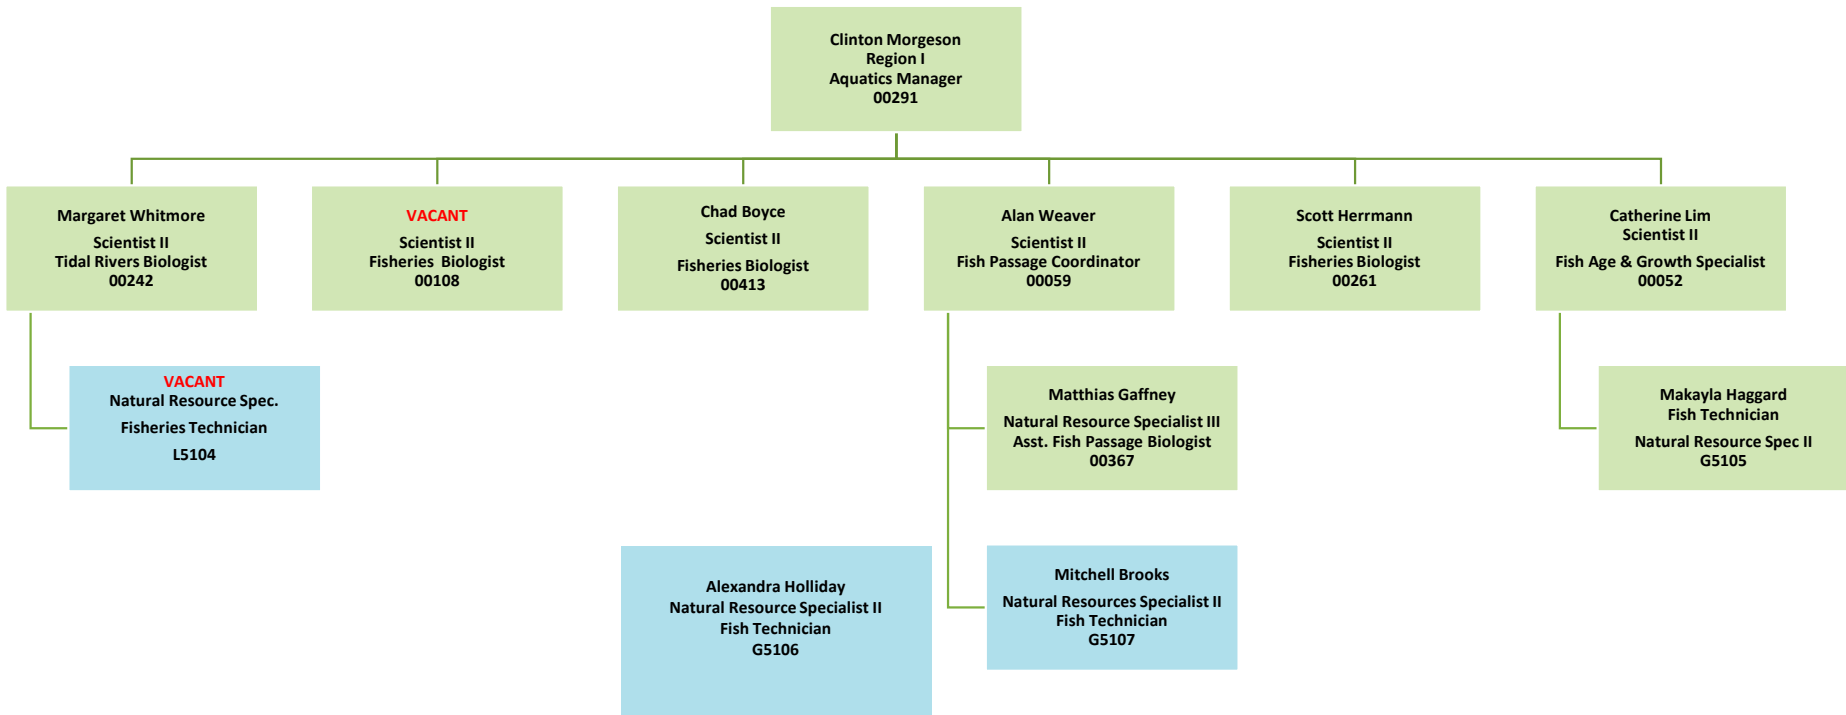 Clinton Morgeson
Region I
Aquatics Manager
00291
Margaret Whitmore
Scientist II
Tidal Rivers Biologist
00242
VACANT
Scientist II
Fisheries  Biologist
00108
Chad Boyce
Scientist II
Fisheries Biologist
00413
Alan Weaver
Scientist II
Fish Passage Coordinator
00059
Scott Herrmann
Scientist II
Fisheries Biologist
00261
Catherine Lim
Scientist II
Fish Age & Growth Specialist
00052
VACANT
Natural Resource Spec.
Fisheries Technician
L5104
Matthias Gaffney
Natural Resource Specialist III
Asst. Fish Passage Biologist
00367
Makayla Haggard
Fish Technician
Natural Resource Spec II
G5105
Alexandra Holliday
Natural Resource Specialist II
Fish Technician
G5106
Mitchell Brooks
Natural Resources Specialist II
Fish Technician
G5107